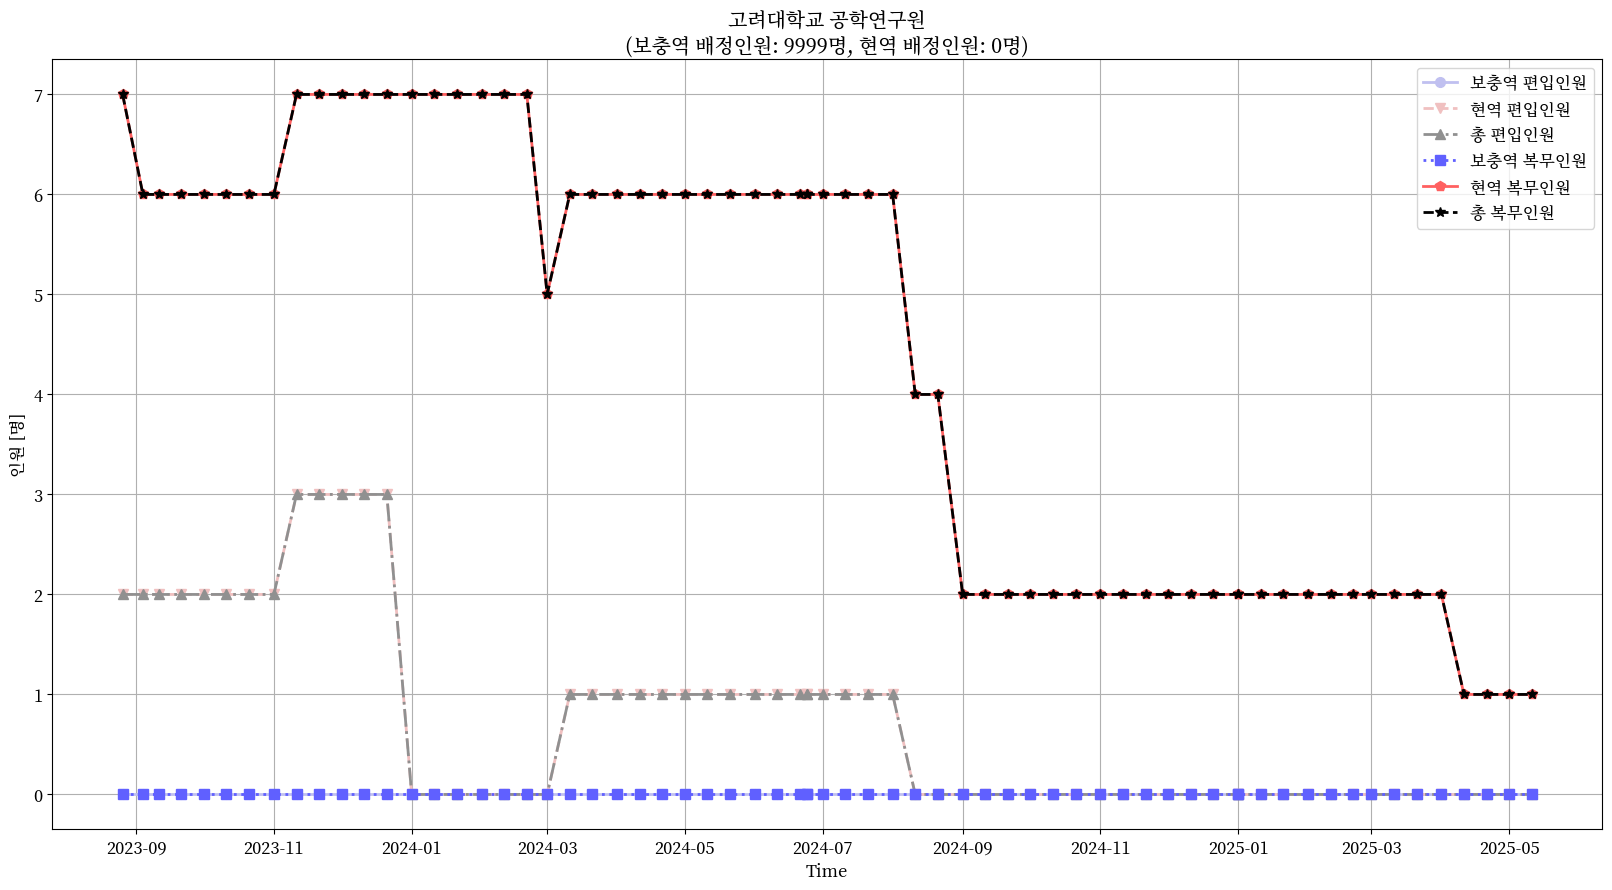 고려대학교 공학연구원
(보충역 배정인원: 9999명, 현역 배정인원: 0명)
보충역 편입인원
현역 편입인원
총 편입인원
보충역 복무인원
현역 복무인원
총 복무인원
인원 [명]
7
6
5
4
3
2
1
0
2023-09
2023-11
2024-01
2024-03
2024-05
2024-07
2024-09
2024-11
2025-01
2025-03
2025-05
Time